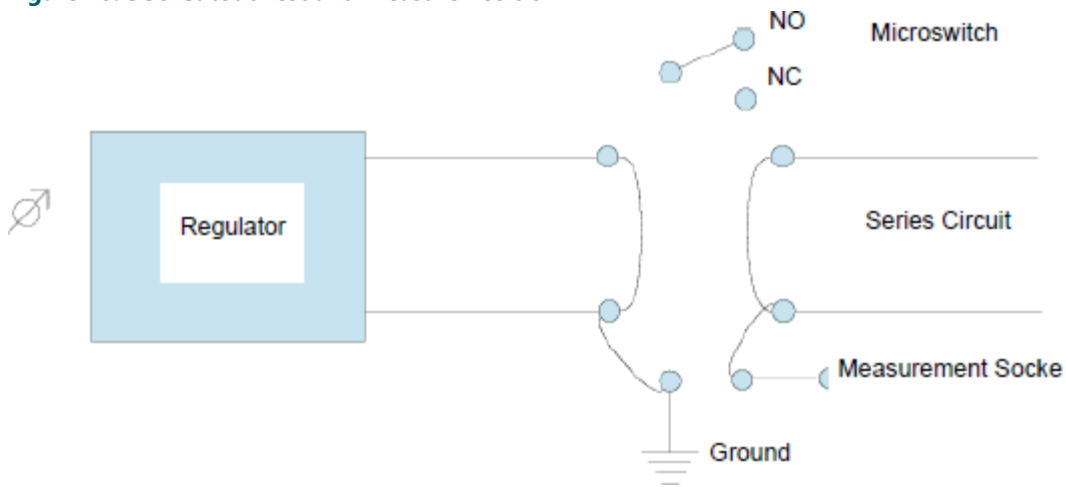 NO
Microswitch
NC
Regulator
Series Circuit
Measurement Socke
Ground